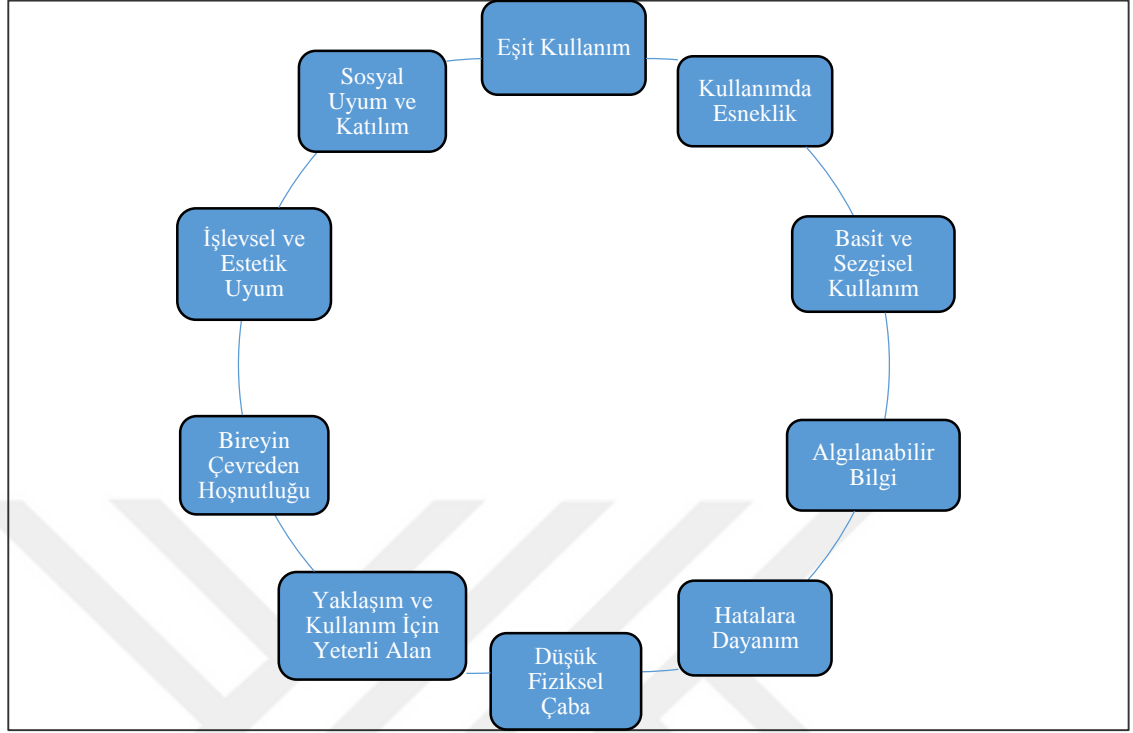 Eşit Kullanım
Kullanımda
Esneklik
Basit ve
Sezgisel
Kullanım
Algılanabilir
Bilgi
Hatalara
Dayanım
Düşük
Fiziksel
Çaba
Yaklaşım ve
Kullanım İçin
Yeterli Alan
Bireyin
Çevreden
Hoşnutluğu
İşlevsel ve
Estetik
Uyum
Sosyal
Uyum ve
Katılım